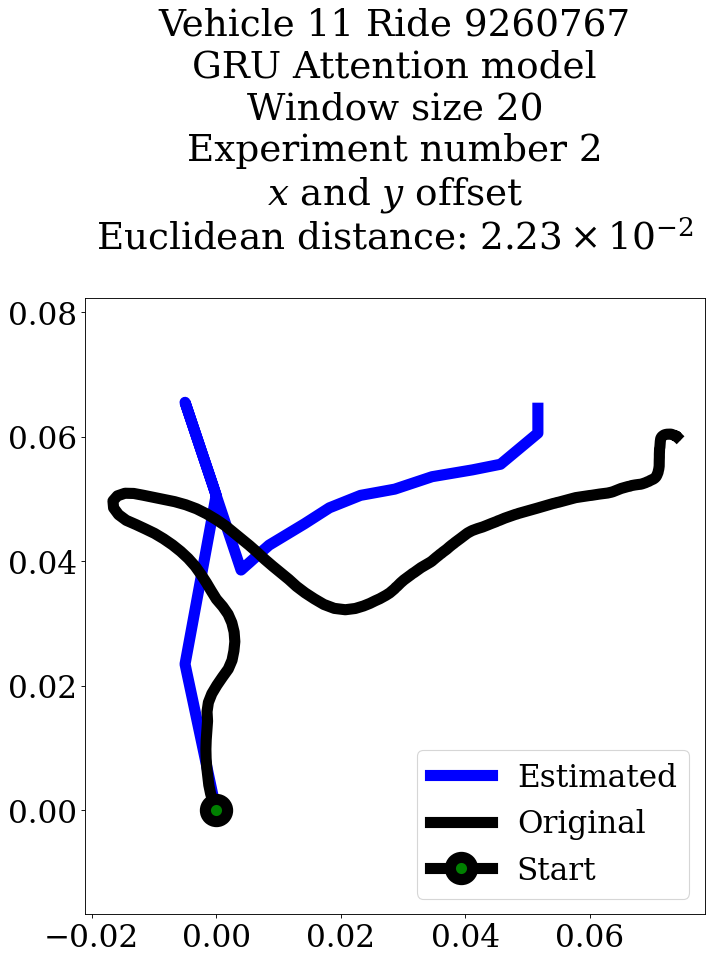 Vehicle 11 Ride 9260767
GRU Attention model
Window size 20
Experiment number 2
x and y offset
Euclidean distance: 2.23 × 10⁻²
0.08
0.06
0.04
0.02
0.00
Estimated
Original
Start
−0.02 0.00 0.02 0.04 0.06